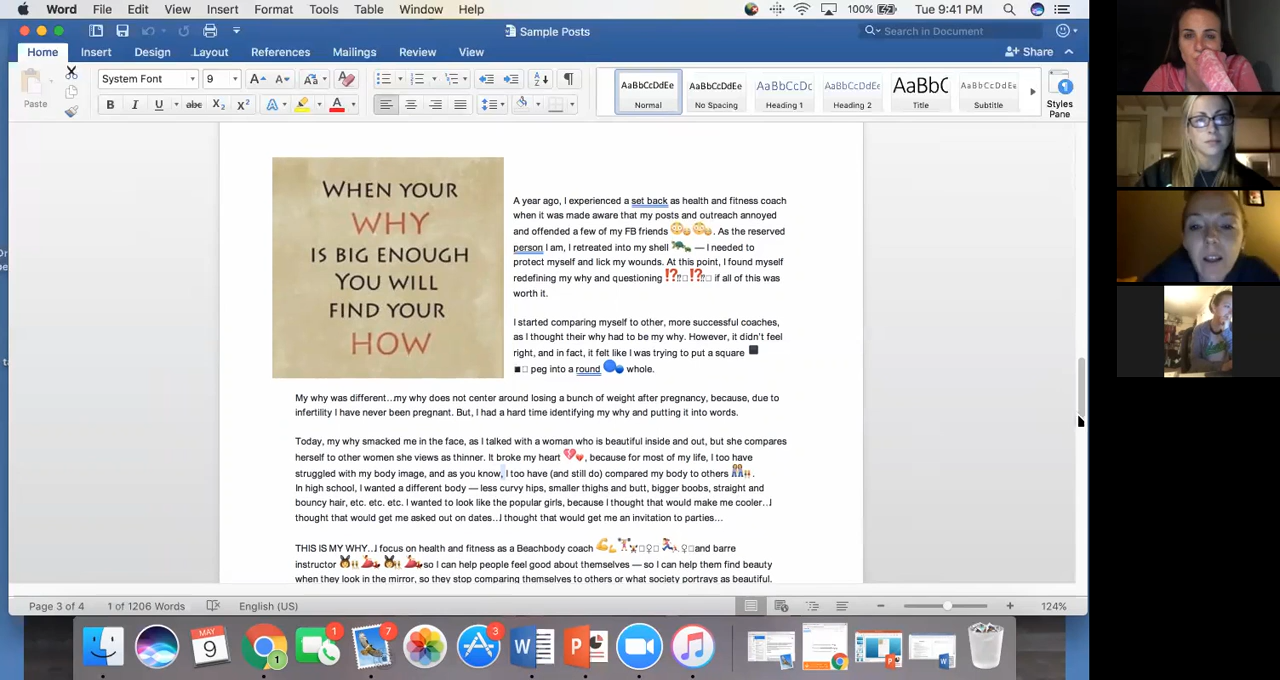 Word File Edit View Insert Format Tools Table Window Help
100% Tue 9:41 PM
Sample Posts
Search in Document
Home Insert Design Layout References Mailings Review View
Share
Paste
System Font 9
B I U abc X2 X2
AaBbCcDdEe AaBbCcDdEe AaBbCcDc AaBbCcDdEe AaBbC AaBbCcDdEe
Normal No Spacing Heading 1 Heading 2 Title Subtitle
Styles
Pane
WHEN YOUR
WHY
IS BIG ENOUGH
YOU WILL
FIND YOUR
HOW
A year ago, I experienced a set back as health and fitness coach
when it was made aware that my posts and outreach annoyed
and offended a few of my FB friends 😳😳. As the reserved
person I am, I retreated into my shell 🐢 — I needed to
protect myself and lick my wounds. At this point, I found myself
redefining my why and questioning ⁉️⁉️ if all of this was
worth it.
I started comparing myself to other, more successful coaches,
as I thought their why had to be my why. However, it didn't feel
right, and in fact, it felt like I was trying to put a square
peg into a round 🔵 whole.
My why was different…my why does not center around losing a bunch of weight after pregnancy, because, due to
infertility I have never been pregnant. But, I had a hard time identifying my why and putting it into words.
Today, my why smacked me in the face, as I talked with a woman who is beautiful inside and out, but she compares
herself to other women she views as thinner. It broke my heart 💔, because for most of my life, I too have
struggled with my body image, and as you know, I too have (and still do) compared my body to others 👭.
In high school, I wanted a different body — less curvy hips, smaller thighs and butt, bigger boobs, straight and
bouncy hair, etc. etc. etc. I wanted to look like the popular girls, because I thought that would make me cooler…I
thought that would get me asked out on dates…I thought that would get me an invitation to parties…
THIS IS MY WHY…I focus on health and fitness as a Beachbody coach 💪🏋️♀️🏃♀️and barre
instructor 👯💃👯💃so I can help people feel good about themselves — so I can help them find beauty
when they look in the mirror, so they stop comparing themselves to others or what society portrays as beautiful.
Page 3 of 4 1 of 1206 Words English (US) 124%
MAY
9
1
1
7
3